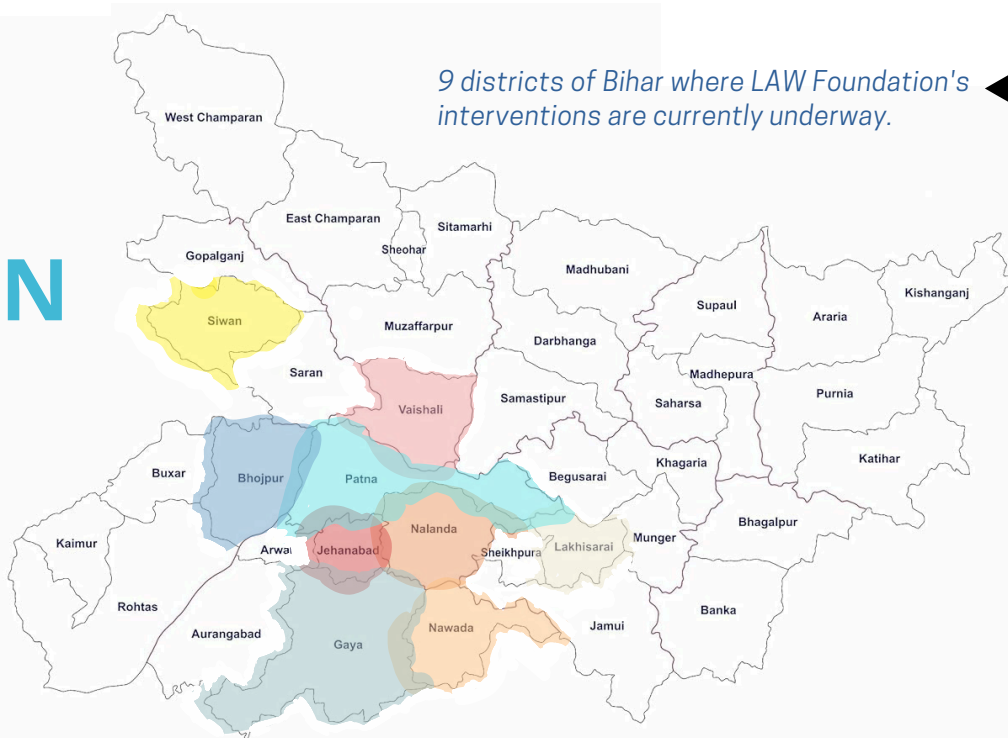 9 districts of Bihar where LAW Foundation's
interventions are currently underway.
N
West Champaran
East Champaran
Sitamarhi
Sheohar
Gopalganj
Madhubani
Kishanganj
Supaul
Araria
Siwan
Muzaffarpur
Darbhanga
Saran
Madhepura
Purnia
Vaishali
Samastipur
Saharsa
Katihar
Khagaria
Buxar
Bhojpur
Patna
Begusarai
Bhagalpur
Nalanda
Munger
Kaimur
Arwal
Jehanabad
Sheikhpura
Lakhisarai
Rohtas
Banka
Aurangabad
Nawada
Jamui
Gaya